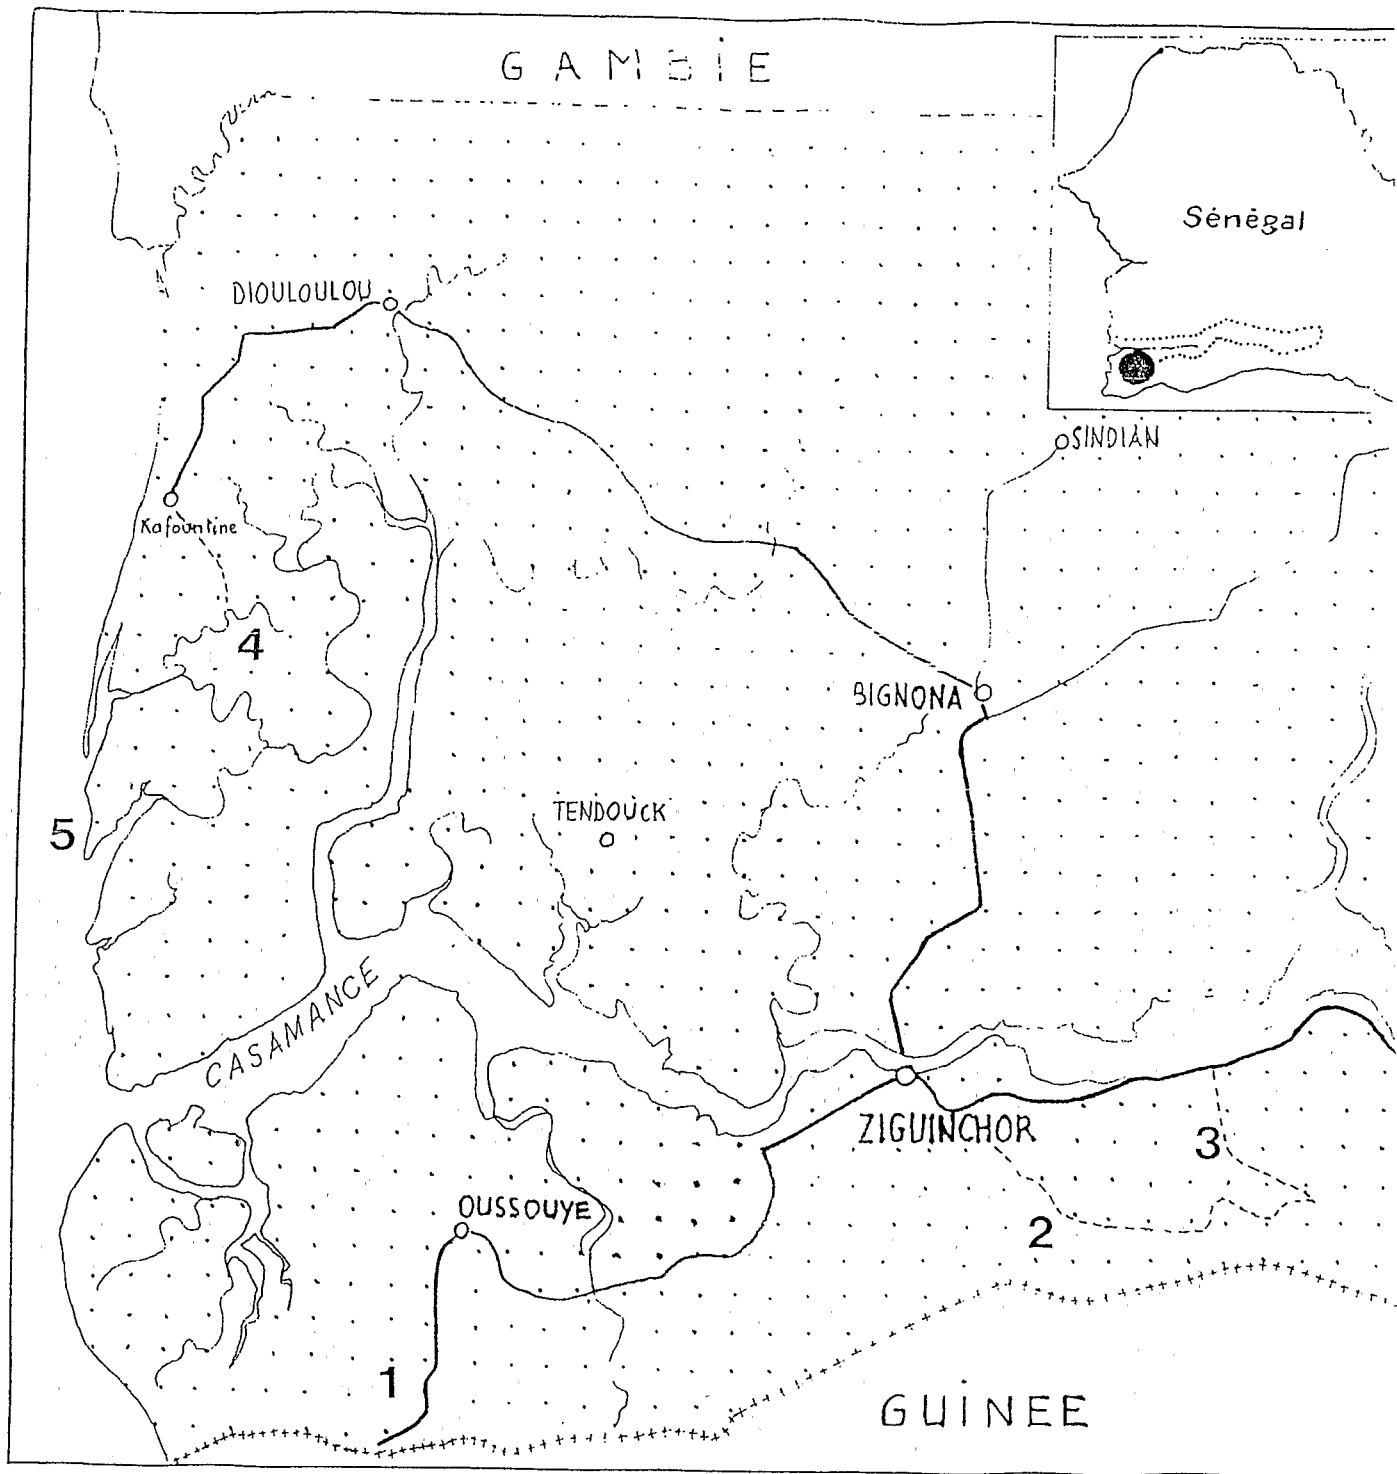 GAMBIE
Sénégal
DIOULOULOU
SINDIAN
Kafountine
4
BIGNONA
TENDOUCK
5
CASAMANCE
ZIGUINCHOR
3
OUSSOUYE
2
1
GUINEE